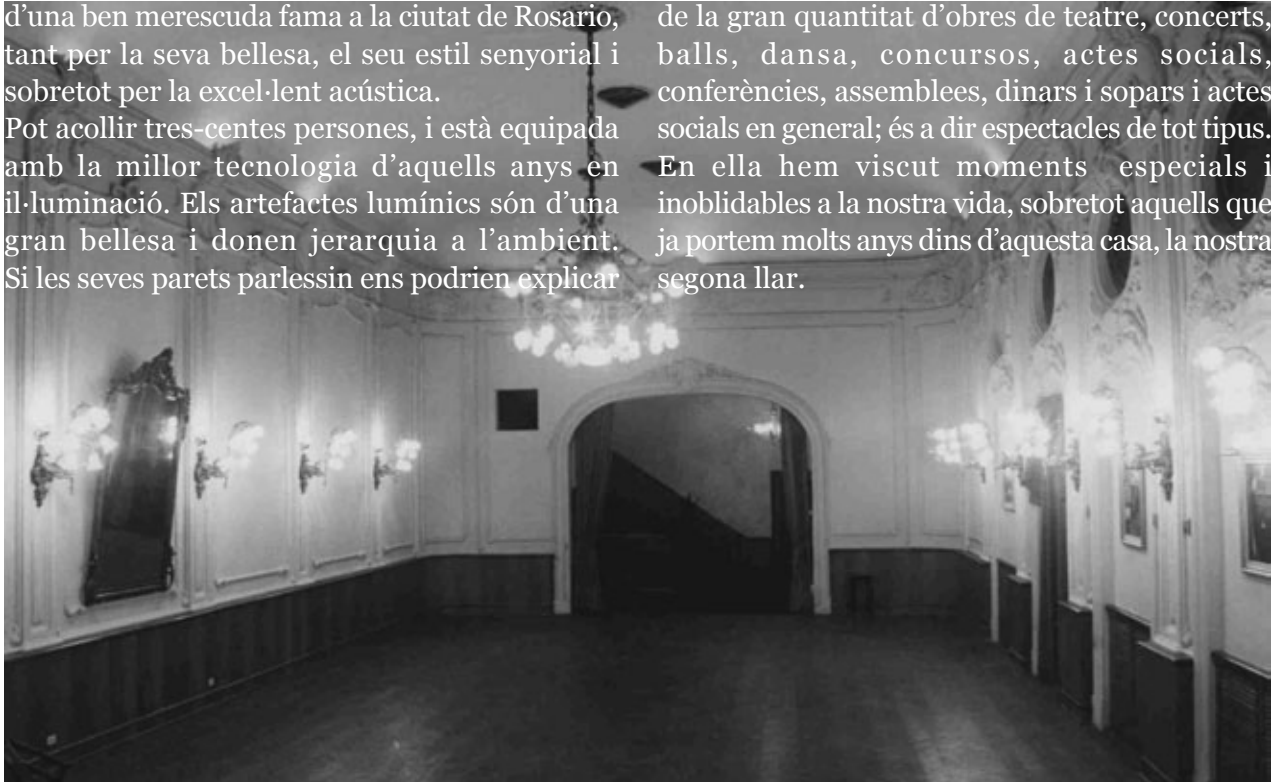 d’una ben merescuda fama a la ciutat de Rosario,
tant per la seva bellesa, el seu estil senyorial i
sobretot per la excel·lent acústica.
Pot acollir tres-centes persones, i està equipada
amb la millor tecnologia d’aquells anys en
il·luminació. Els artefactes lumínics són d’una
gran bellesa i donen jerarquia a l’ambient.
Si les seves parets parlessin ens podrien explicar
de la gran quantitat d’obres de teatre, concerts,
balls, dansa, concursos, actes socials,
conferències, assemblees, dinars i sopars i actes
socials en general; és a dir espectacles de tot tipus.
En ella hem viscut moments especials i
inoblidables a la nostra vida, sobretot aquells que
ja portem molts anys dins d’aquesta casa, la nostra
segona llar.